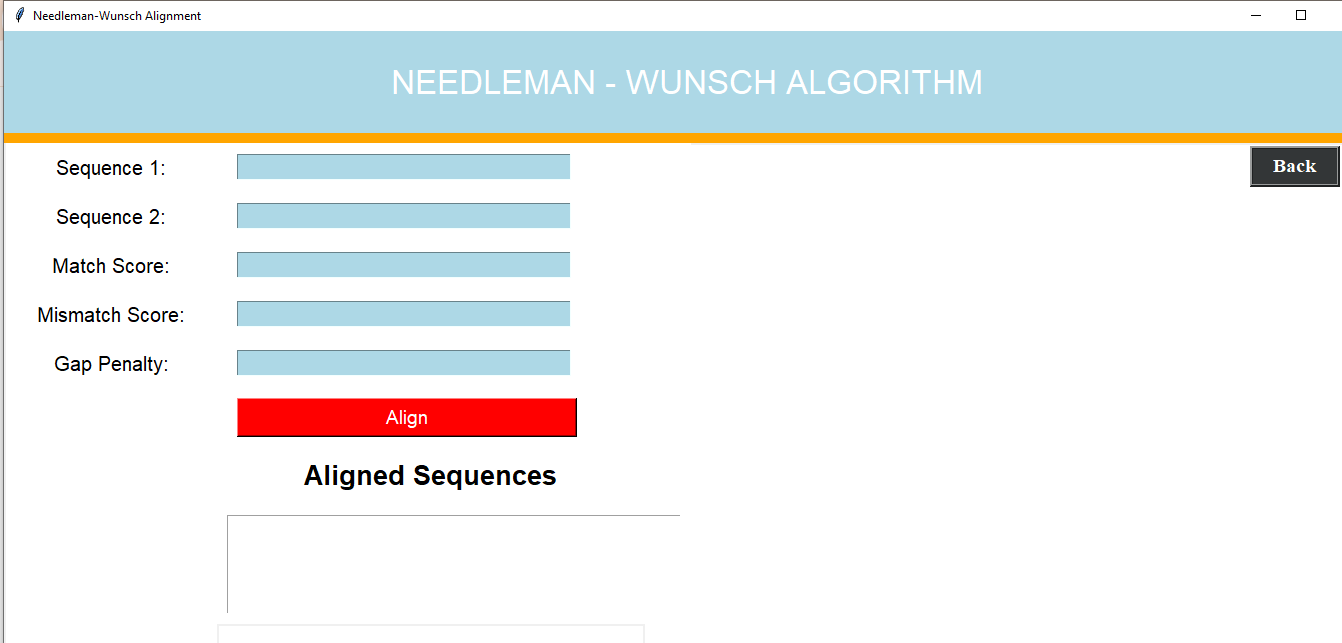 Needleman-Wunsch Alignment
NEEDLEMAN - WUNSCH ALGORITHM
Back
Sequence 1:
Sequence 2:
Match Score:
Mismatch Score:
Gap Penalty:
Align
Aligned Sequences